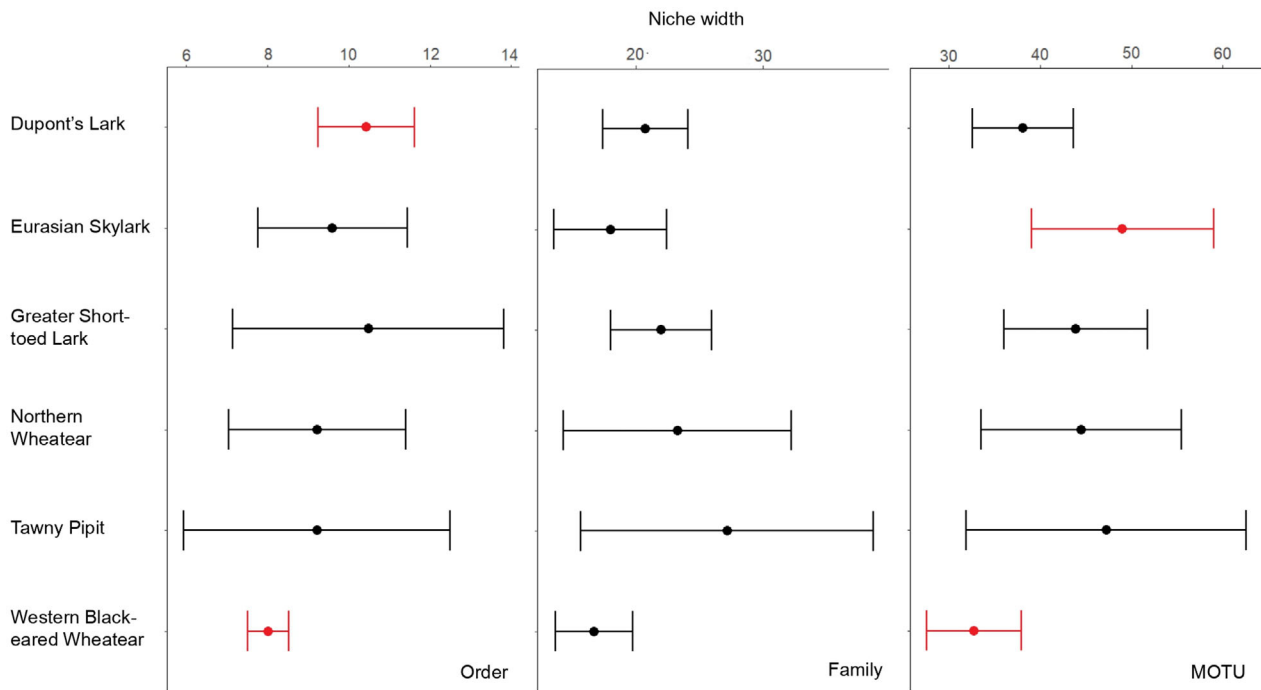 Niche width
6 8 10 12 14
20 30
30 40 50 60
Dupont's Lark
Eurasian Skylark
Greater Short-
toed Lark
Northern
Wheatear
Tawny Pipit
Western Black-
eared Wheatear
Order
Family
MOTU